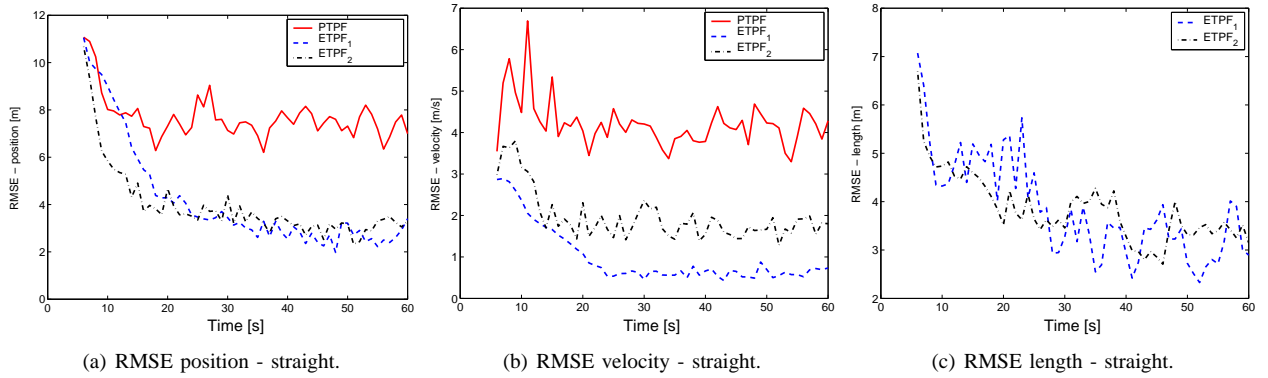 RMSE – position [m]
12
10
8
6
4
2
0
0 10 20 30 40 50 60
Time [s]
PTPF
ETPF1
ETPF2
(a) RMSE position - straight.
RMSE – velocity [m/s]
7
6
5
4
3
2
1
0
0 10 20 30 40 50 60
Time [s]
PTPF
ETPF1
ETPF2
(b) RMSE velocity - straight.
RMSE – length [m]
8
7
6
5
4
3
2
0 10 20 30 40 50 60
Time [s]
ETPF1
ETPF2
(c) RMSE length - straight.